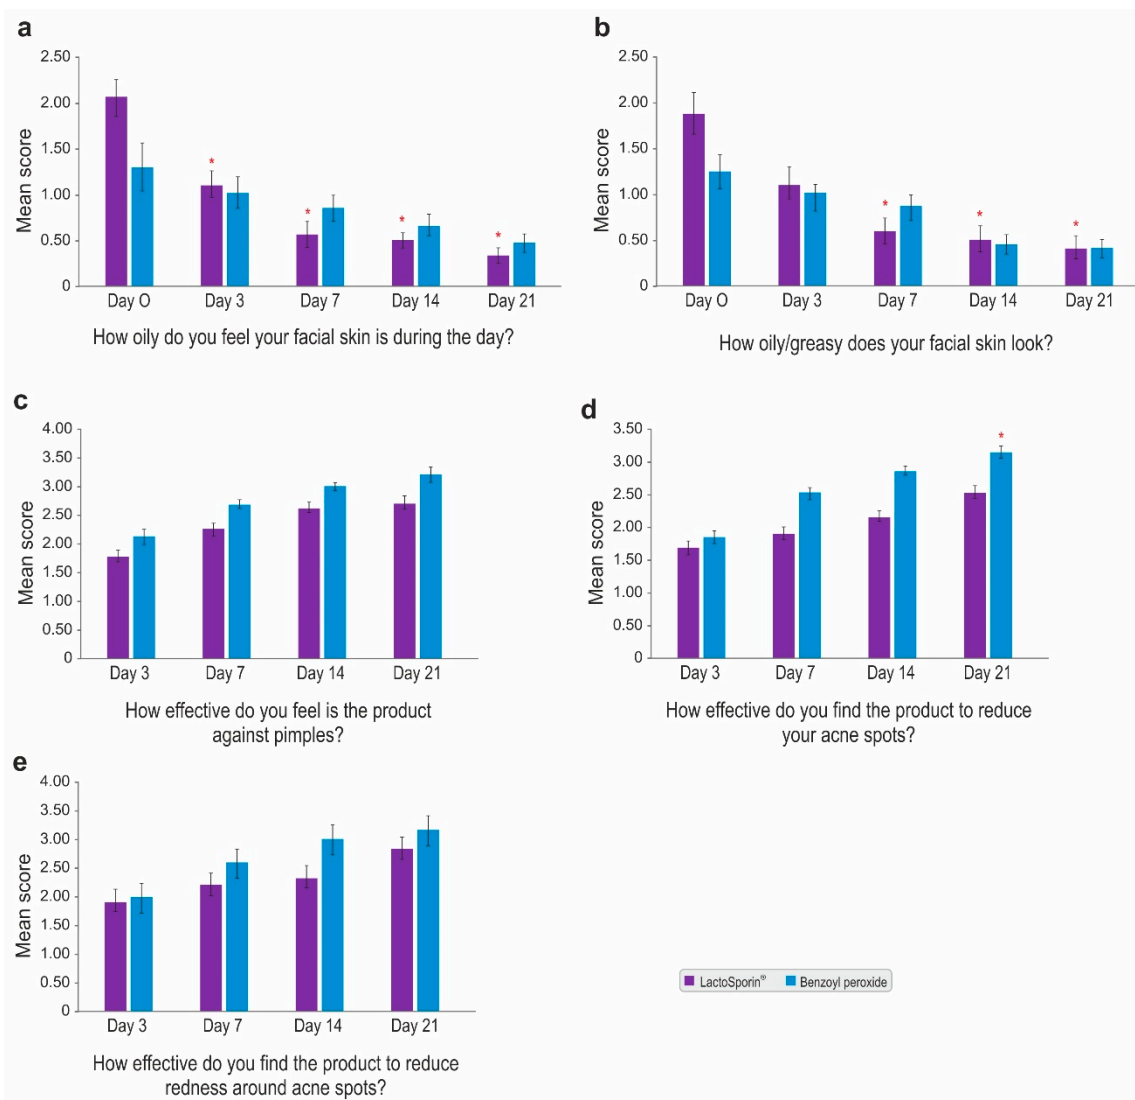 a
2.50
2.00
1.50
1.00
0.50
0
Mean score
*
*
*
*
Day O Day 3 Day 7 Day 14 Day 21
How oily do you feel your facial skin is during the day?
b
2.50
2.00
1.50
1.00
0.50
0
Mean score
*
*
*
Day O Day 3 Day 7 Day 14 Day 21
How oily/greasy does your facial skin look?
c
4.00
3.50
3.00
2.50
2.00
1.50
1.00
0.50
0
Mean score
Day 3 Day 7 Day 14 Day 21
How effective do you feel is the product
against pimples?
d
3.50
3.00
2.50
2.00
1.50
1.00
0.50
0
Mean score
*
Day 3 Day 7 Day 14 Day 21
How effective do you find the product to reduce
your acne spots?
e
4.00
3.50
3.00
2.50
2.00
1.50
1.00
0.50
0
Mean score
Day 3 Day 7 Day 14 Day 21
How effective do you find the product to reduce
redness around acne spots?
LactoSporin® Benzoyl peroxide